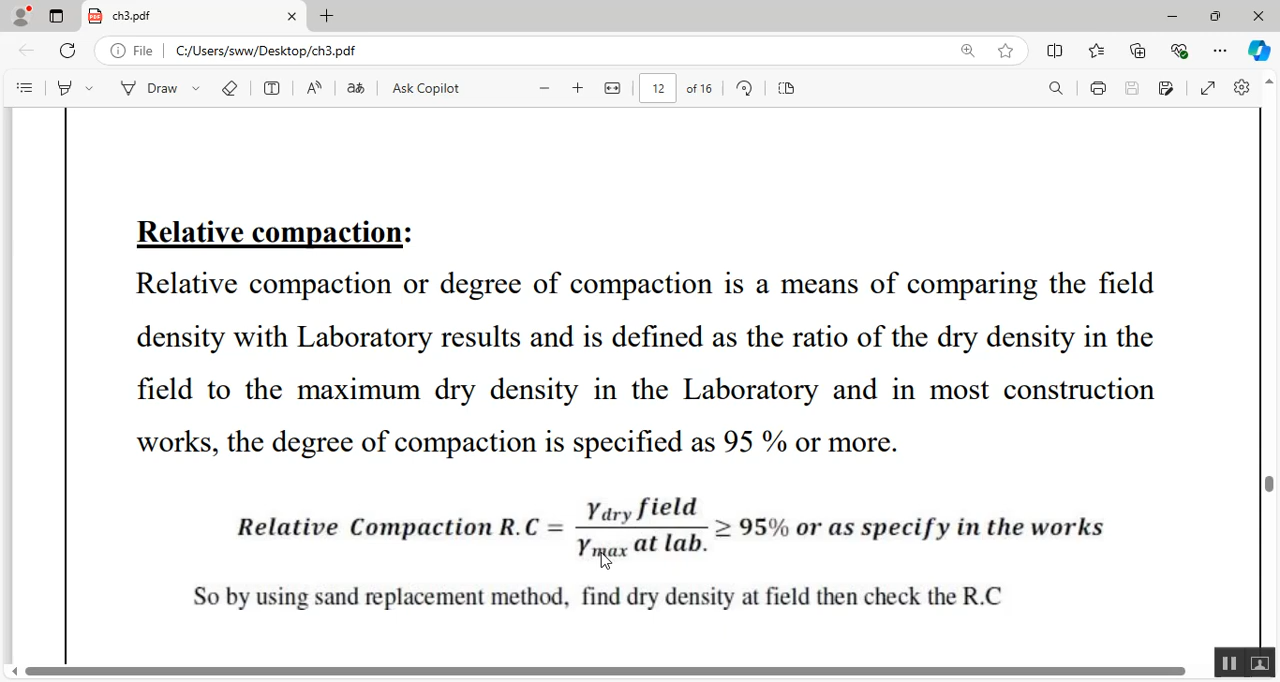 ch3.pdf
File C:/Users/sww/Desktop/ch3.pdf
Draw aあ Ask Copilot 12 of 16
Relative compaction:
Relative compaction or degree of compaction is a means of comparing the field
density with Laboratory results and is defined as the ratio of the dry density in the
field to the maximum dry density in the Laboratory and in most construction
works, the degree of compaction is specified as 95 % or more.
Relative Compaction R.C = γdry field / γmax at lab. ≥ 95% or as specify in the works
So by using sand replacement method, find dry density at field then check the R.C